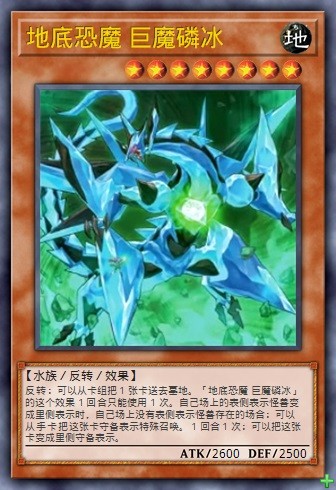 地底恐魔 巨魔磷冰
地
【水族／反转／效果】
反转：可以从卡组把1张卡送去墓地。「地底恐魔 巨魔磷冰」
的这个效果1回合只能使用1次。自己场上的表侧表示怪兽变
成里侧表示时，自己场上没有表侧表示怪兽存在的场合；可以
从手卡把这张卡守备表示特殊召唤。1回合1次；可以把这张
卡变成里侧守备表示。
ATK/2600 DEF/2500